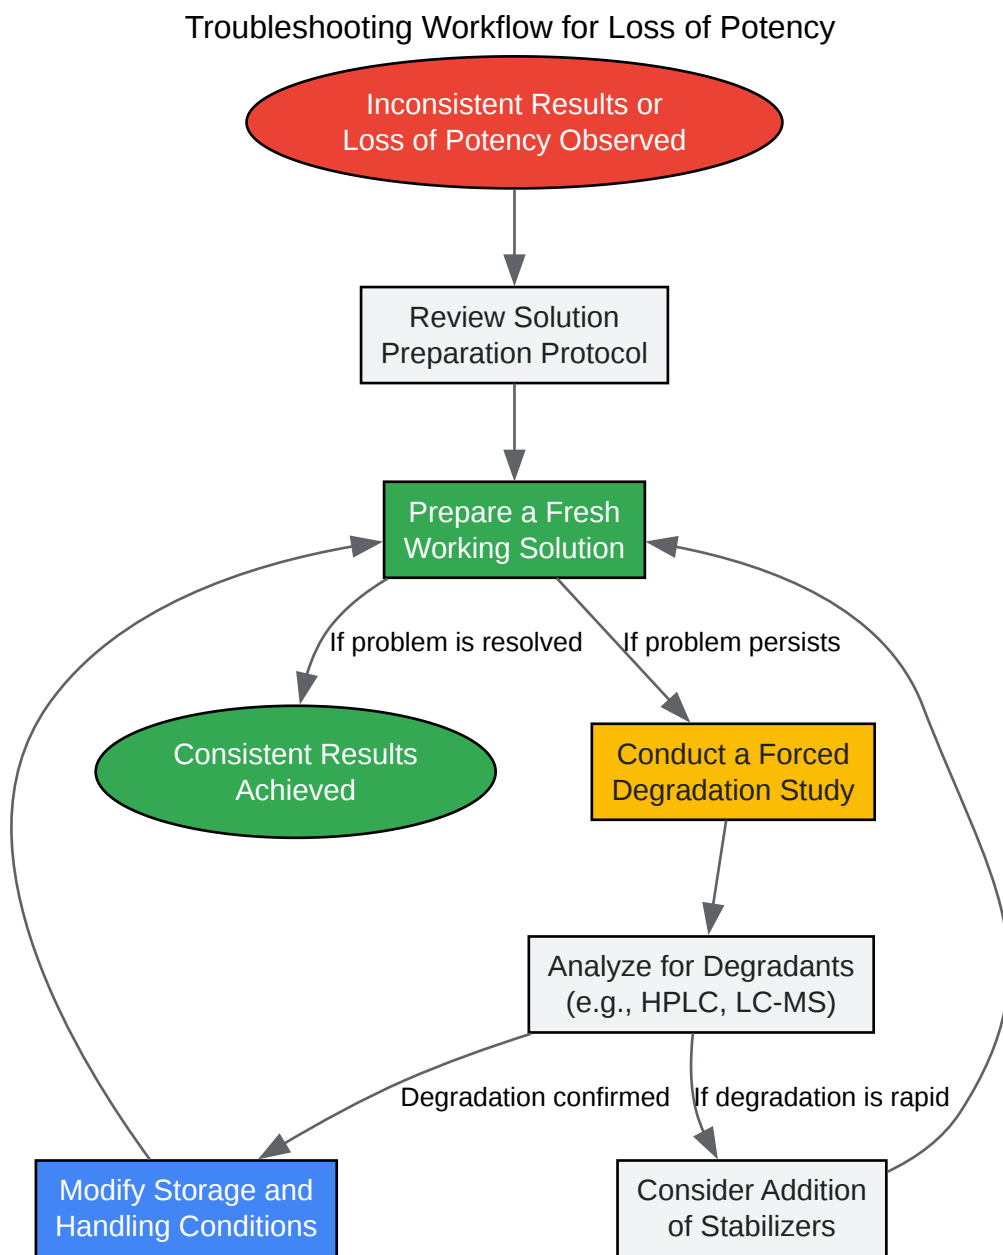 Troubleshooting Workflow for Loss of Potency
Inconsistent Results or
Loss of Potency Observed
Review Solution
Preparation Protocol
Prepare a Fresh
Working Solution
If problem is resolved
If problem persists
Consistent Results
Achieved
Conduct a Forced
Degradation Study
Analyze for Degradants
(e.g., HPLC, LC-MS)
Degradation confirmed
If degradation is rapid
Modify Storage and
Handling Conditions
Consider Addition
of Stabilizers